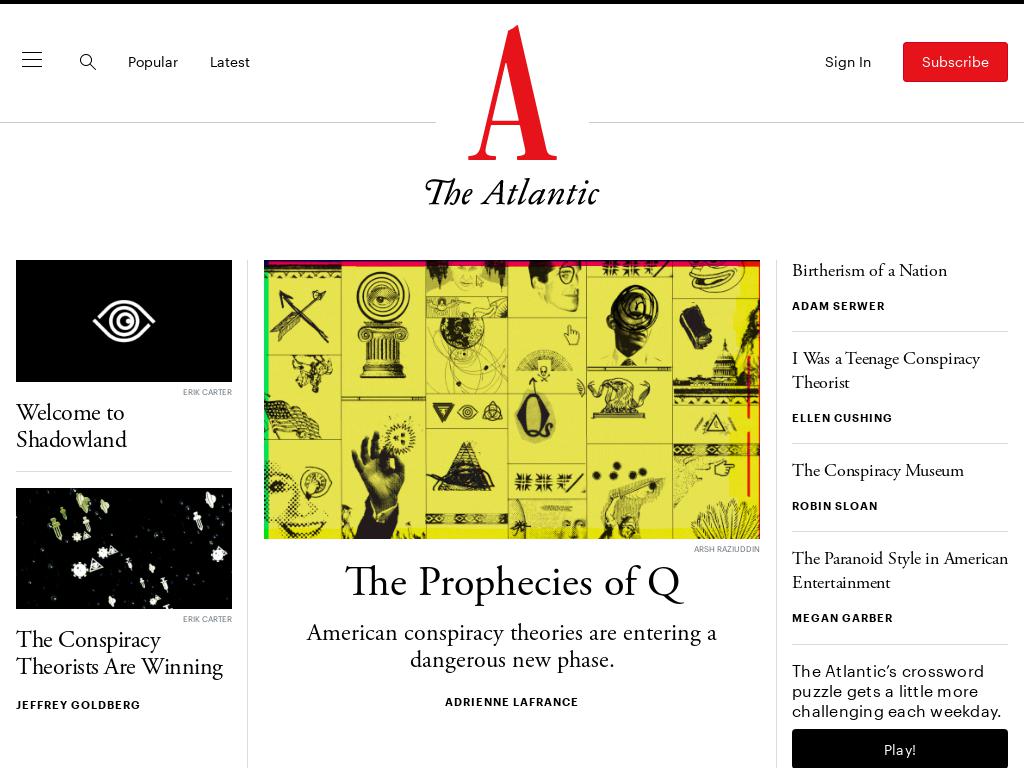 Popular
Latest
A
Sign In
Subscribe
The Atlantic
ERIK CARTER
Welcome to
Shadowland
ERIK CARTER
The Conspiracy
Theorists Are Winning
JEFFREY GOLDBERG
Qs
ARSH RAZIUDDIN
The Prophecies of Q
American conspiracy theories are entering a
dangerous new phase.
ADRIENNE LAFRANCE
Birtherism of a Nation
ADAM SERWER
I Was a Teenage Conspiracy
Theorist
ELLEN CUSHING
The Conspiracy Museum
ROBIN SLOAN
The Paranoid Style in American
Entertainment
MEGAN GARBER
The Atlantic’s crossword
puzzle gets a little more
challenging each weekday.
Play!